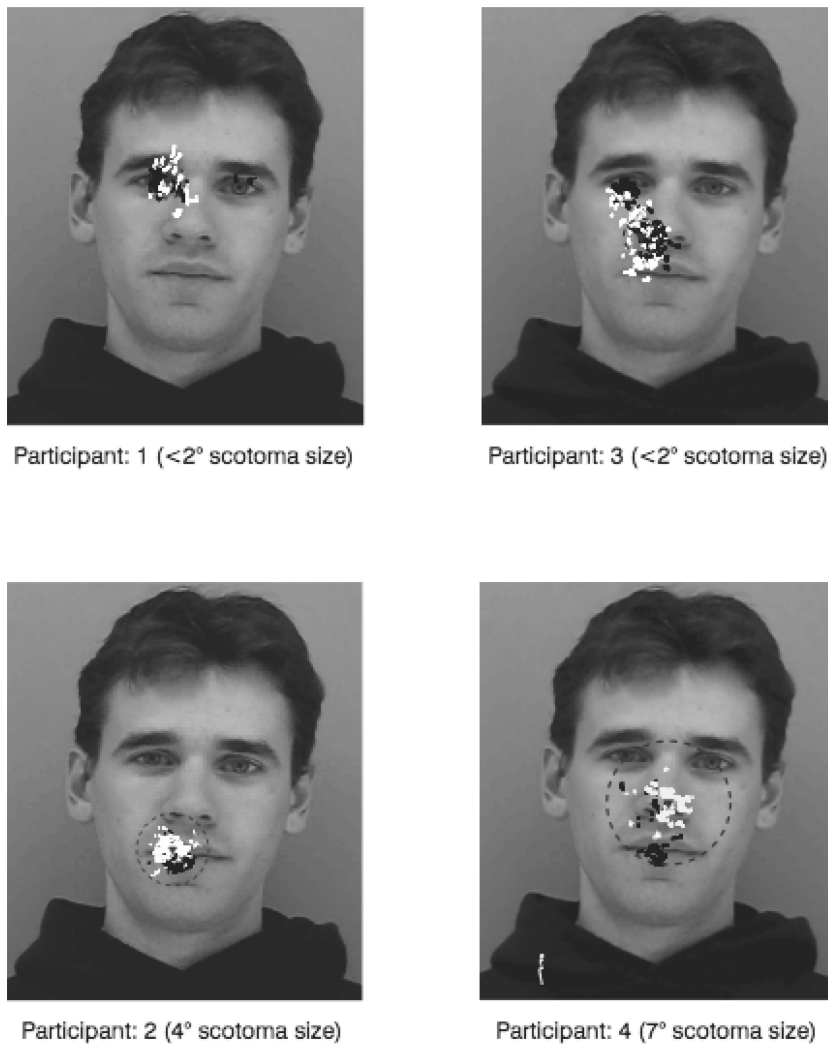 Participant: 1 (<2° scotoma size)
Participant: 3 (<2° scotoma size)
Participant: 2 (4° scotoma size)
Participant: 4 (7° scotoma size)